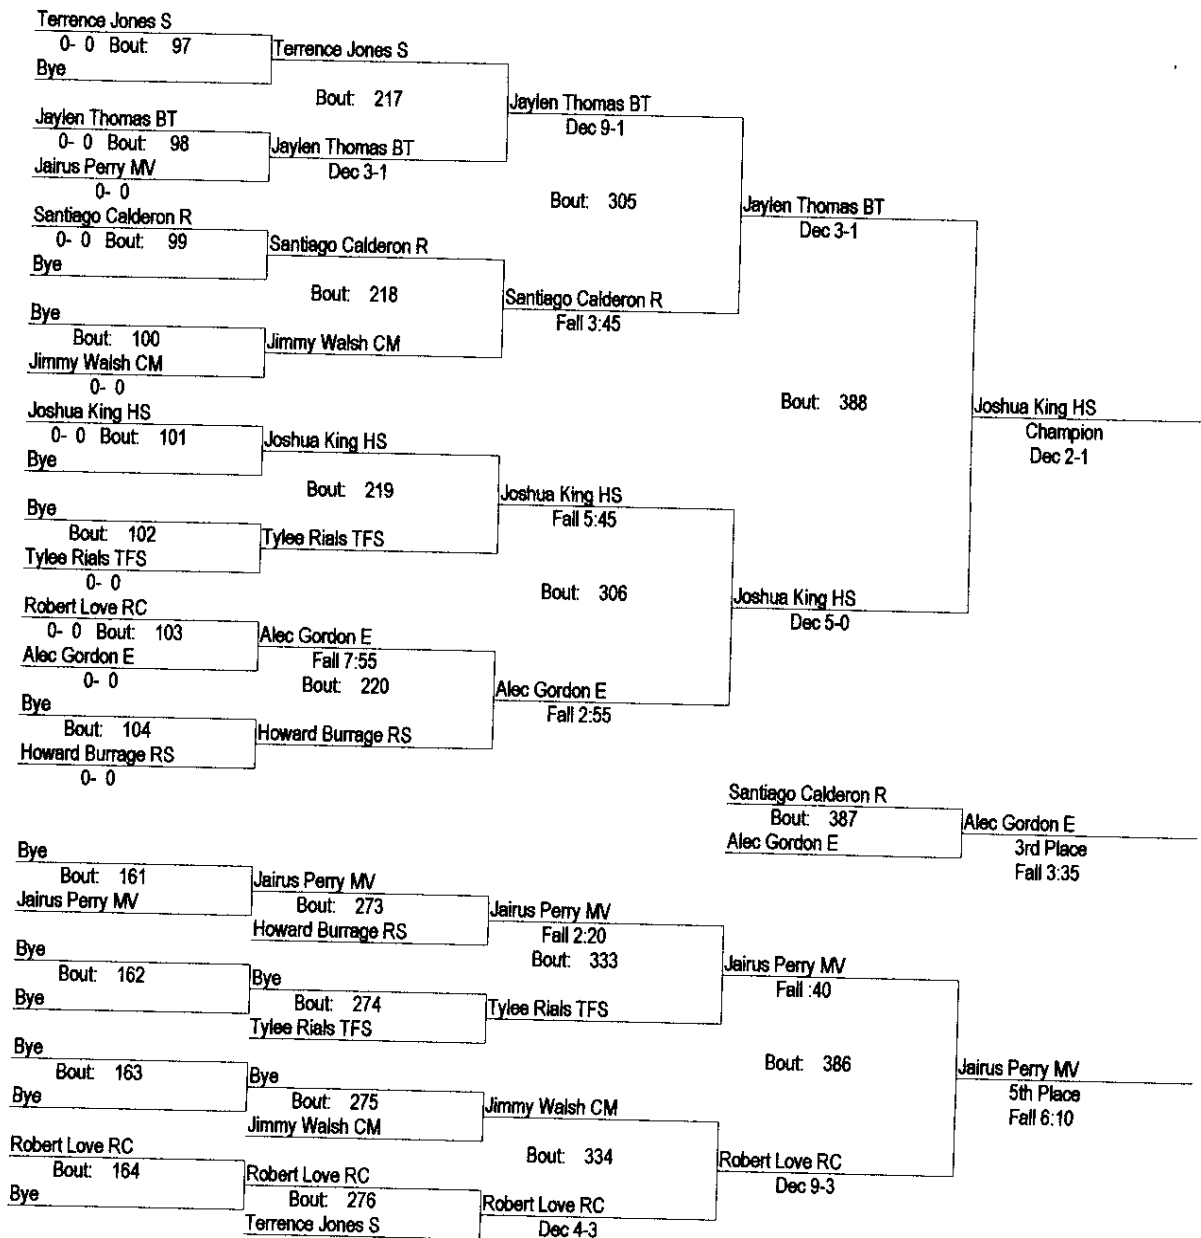 Terrence Jones S
0- 0 Bout: 97
Bye
Terrence Jones S
Bout: 217
Jaylen Thomas BT
0- 0 Bout: 98
Jairus Perry MV
0- 0
Jaylen Thomas BT
Dec 3-1
Jaylen Thomas BT
Dec 9-1
Bout: 305
Santiago Calderon R
0- 0 Bout: 99
Bye
Santiago Calderon R
Bout: 218
Bye
Bout: 100
Jimmy Walsh CM
0- 0
Jimmy Walsh CM
Santiago Calderon R
Fall 3:45
Jaylen Thomas BT
Dec 3-1
Bout: 388
Joshua King HS
Champion
Dec 2-1
Joshua King HS
0- 0 Bout: 101
Bye
Joshua King HS
Bout: 219
Bye
Bout: 102
Tylee Rials TFS
0- 0
Tylee Rials TFS
Joshua King HS
Fall 5:45
Bout: 306
Joshua King HS
Dec 5-0
Robert Love RC
0- 0 Bout: 103
Alec Gordon E
0- 0
Alec Gordon E
Fall 7:55
Bout: 220
Bye
Bout: 104
Howard Burrage RS
0- 0
Howard Burrage RS
Alec Gordon E
Fall 2:55
Santiago Calderon R
Bout: 387
Alec Gordon E
Alec Gordon E
3rd Place
Fall 3:35
Bye
Bout: 161
Jairus Perry MV
Jairus Perry MV
Bout: 273
Howard Burrage RS
Jairus Perry MV
Fall 2:20
Bout: 333
Bye
Bout: 162
Bye
Bye
Bout: 274
Tylee Rials TFS
Tylee Rials TFS
Jairus Perry MV
Fall :40
Bout: 386
Jairus Perry MV
5th Place
Fall 6:10
Bye
Bout: 163
Bye
Bye
Bout: 275
Jimmy Walsh CM
Jimmy Walsh CM
Bout: 334
Robert Love RC
Dec 9-3
Robert Love RC
Bout: 164
Bye
Robert Love RC
Bout: 276
Terrence Jones S
Robert Love RC
Dec 4-3